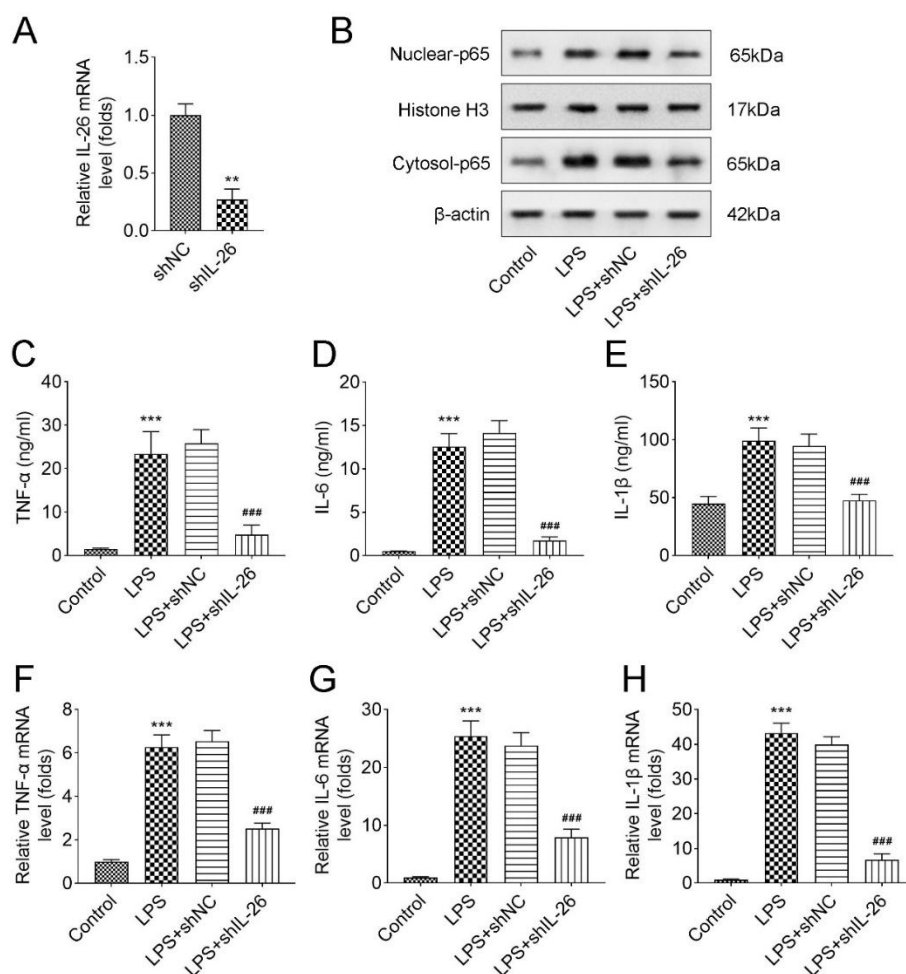 A
Relative IL-26 mRNA
level (folds)
1.5
1.0
0.5
0.0
**
shNC
shIL-26
B
Nuclear-p65
65kDa
Histone H3
17kDa
Cytosol-p65
65kDa
β-actin
42kDa
Control
LPS
LPS+shNC
LPS+shIL-26
C
TNF-α (ng/ml)
40
30
20
10
0
***
###
Control
LPS
LPS+shNC
LPS+shIL-26
D
IL-6 (ng/ml)
20
15
10
5
0
***
###
Control
LPS
LPS+shNC
LPS+shIL-26
E
IL-1β (ng/ml)
150
100
50
0
***
###
Control
LPS
LPS+shNC
LPS+shIL-26
F
Relative TNF-α mRNA
level (folds)
8
6
4
2
0
***
###
Control
LPS
LPS+shNC
LPS+shIL-26
G
Relative IL-6 mRNA
level (folds)
30
20
10
0
***
###
Control
LPS
LPS+shNC
LPS+shIL-26
H
Relative IL-1β mRNA
level (folds)
50
40
30
20
10
0
***
###
Control
LPS
LPS+shNC
LPS+shIL-26